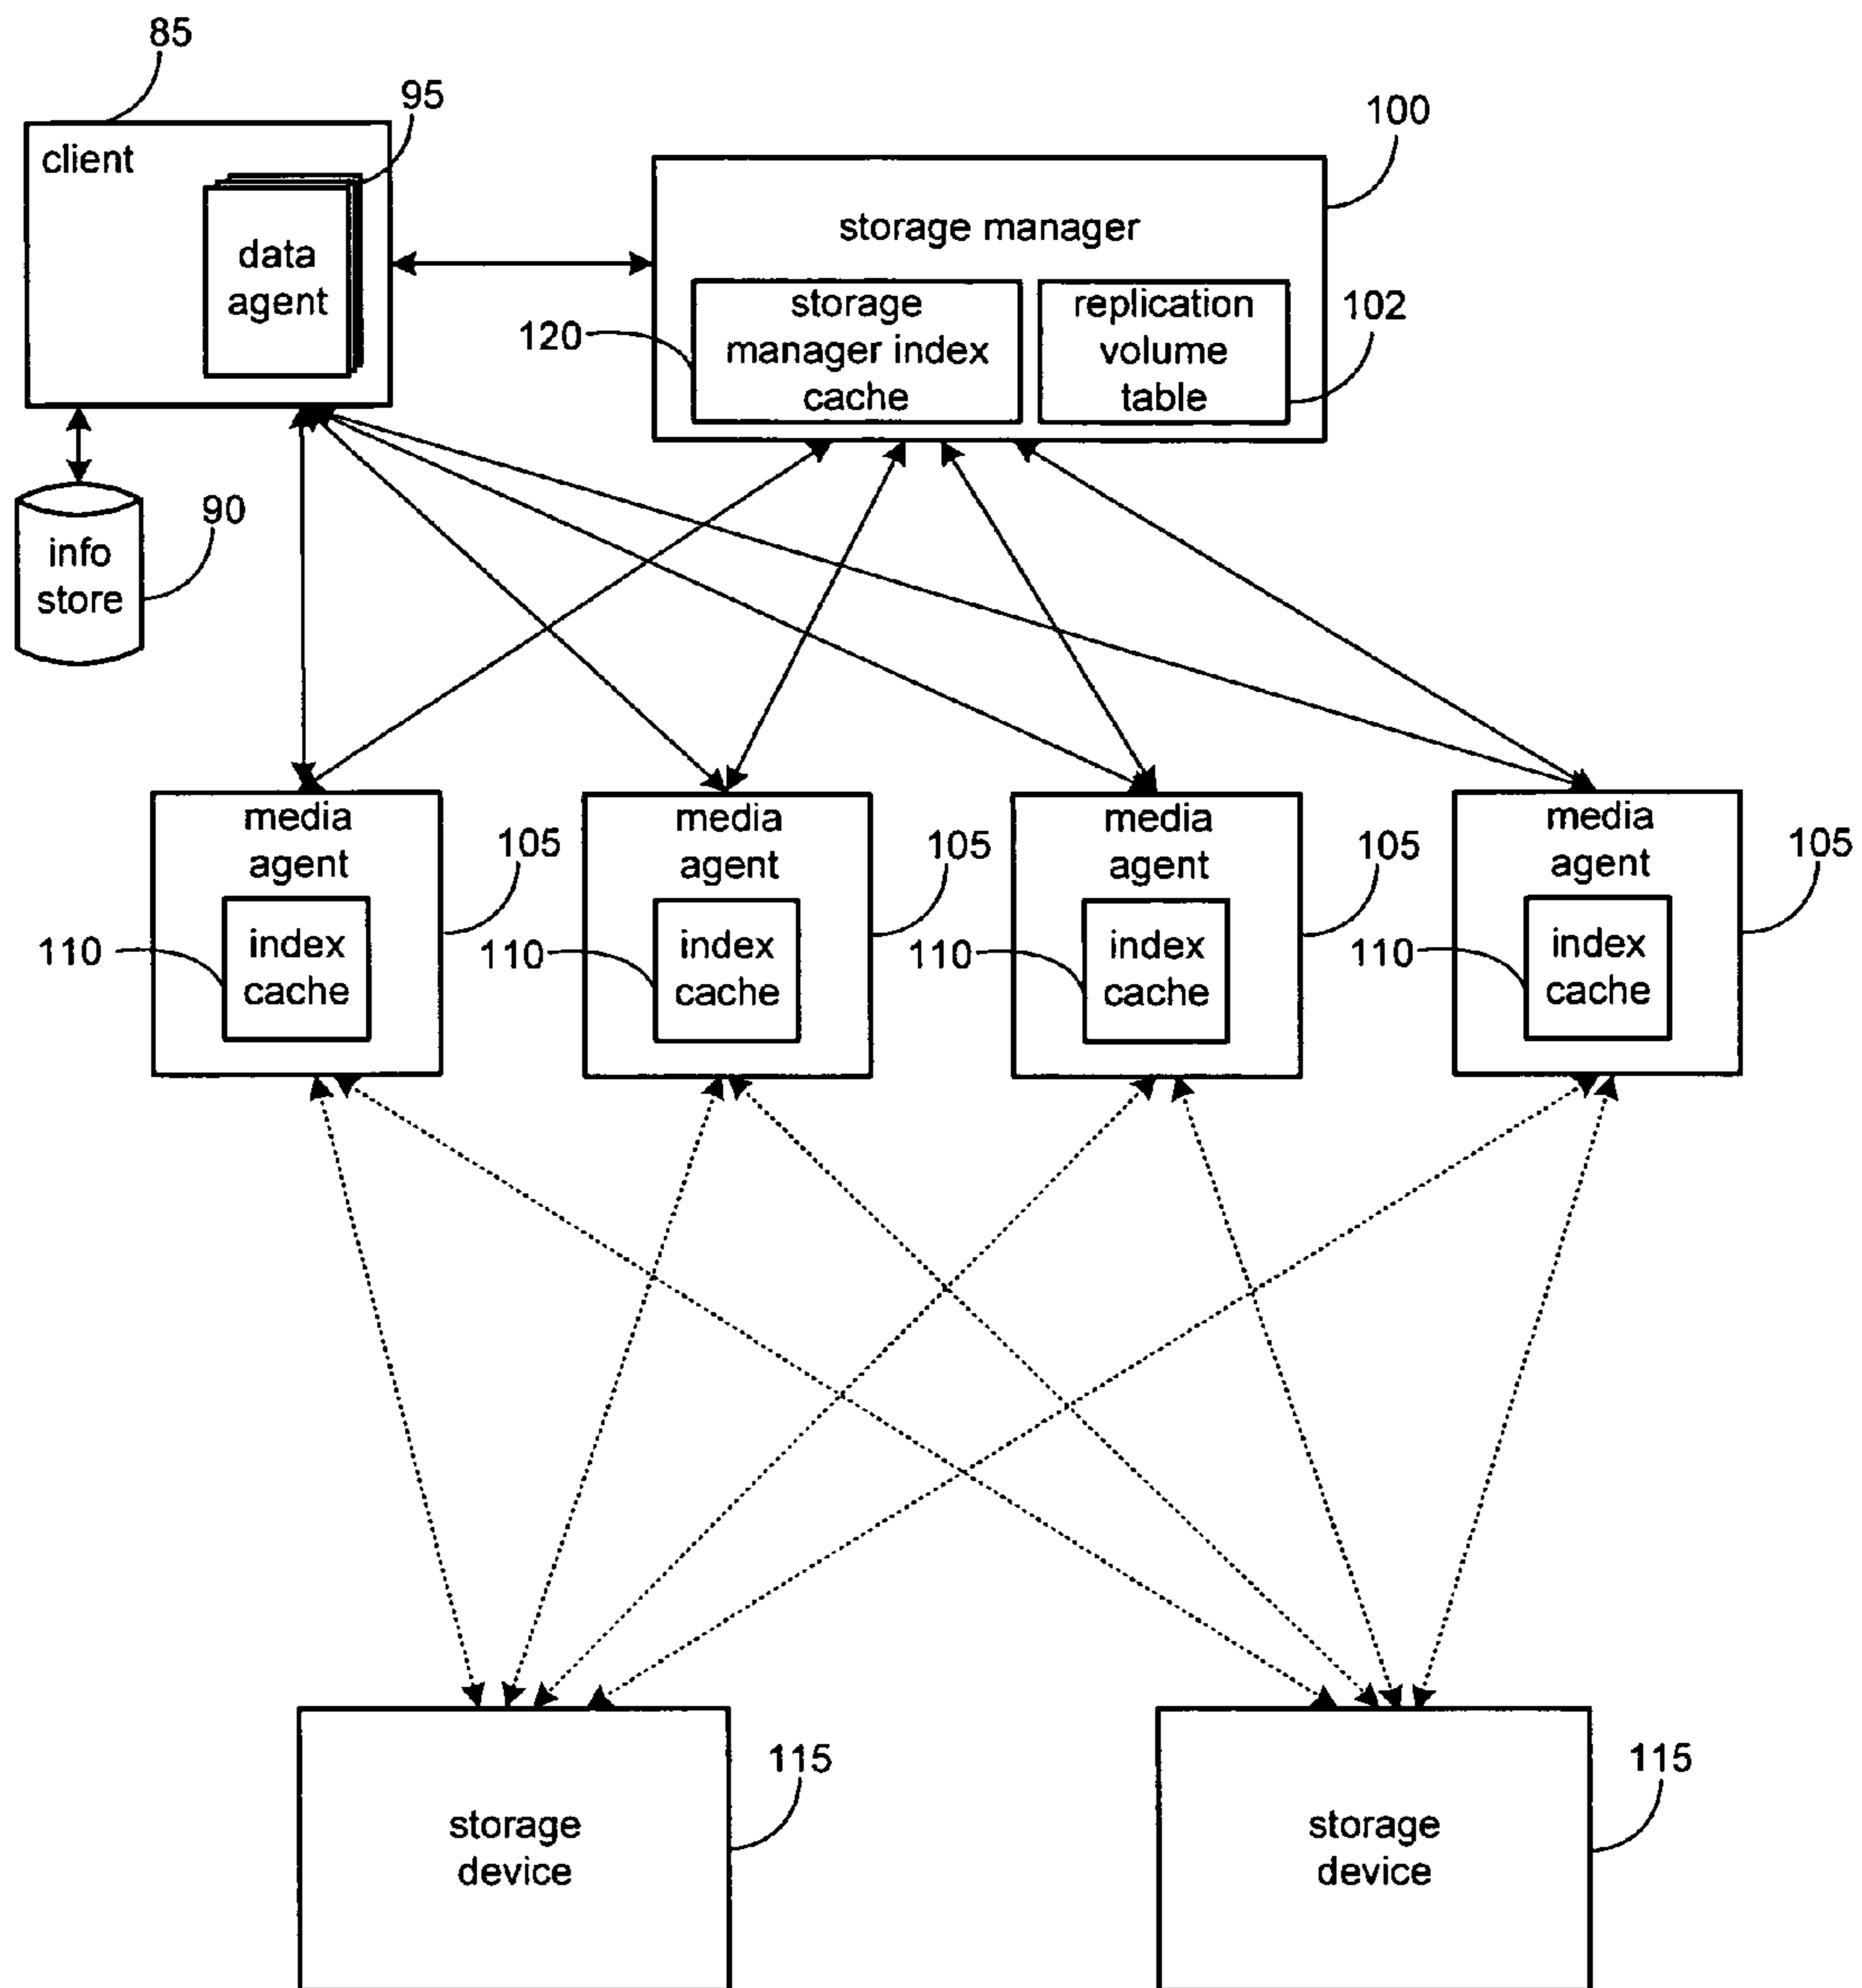 85
95
client
data
agent
100
storage manager
120
storage
manager index
cache
replication
volume
table
102
90
info
store
media
agent
105
110
index
cache
media
agent
105
110
index
cache
media
agent
105
110
index
cache
media
agent
105
110
index
cache
storage
device
115
storage
device
115